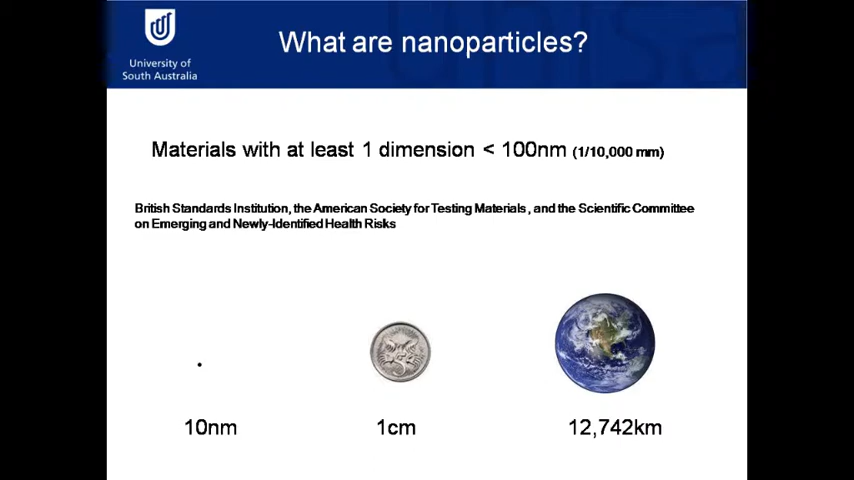 What are nanoparticles?
University of
South Australia
Materials with at least 1 dimension < 100nm (1/10,000 mm)
British Standards Institution, the American Society for Testing Materials , and the Scientific Committee
on Emerging and Newly-Identified Health Risks
10nm
1cm
12,742km